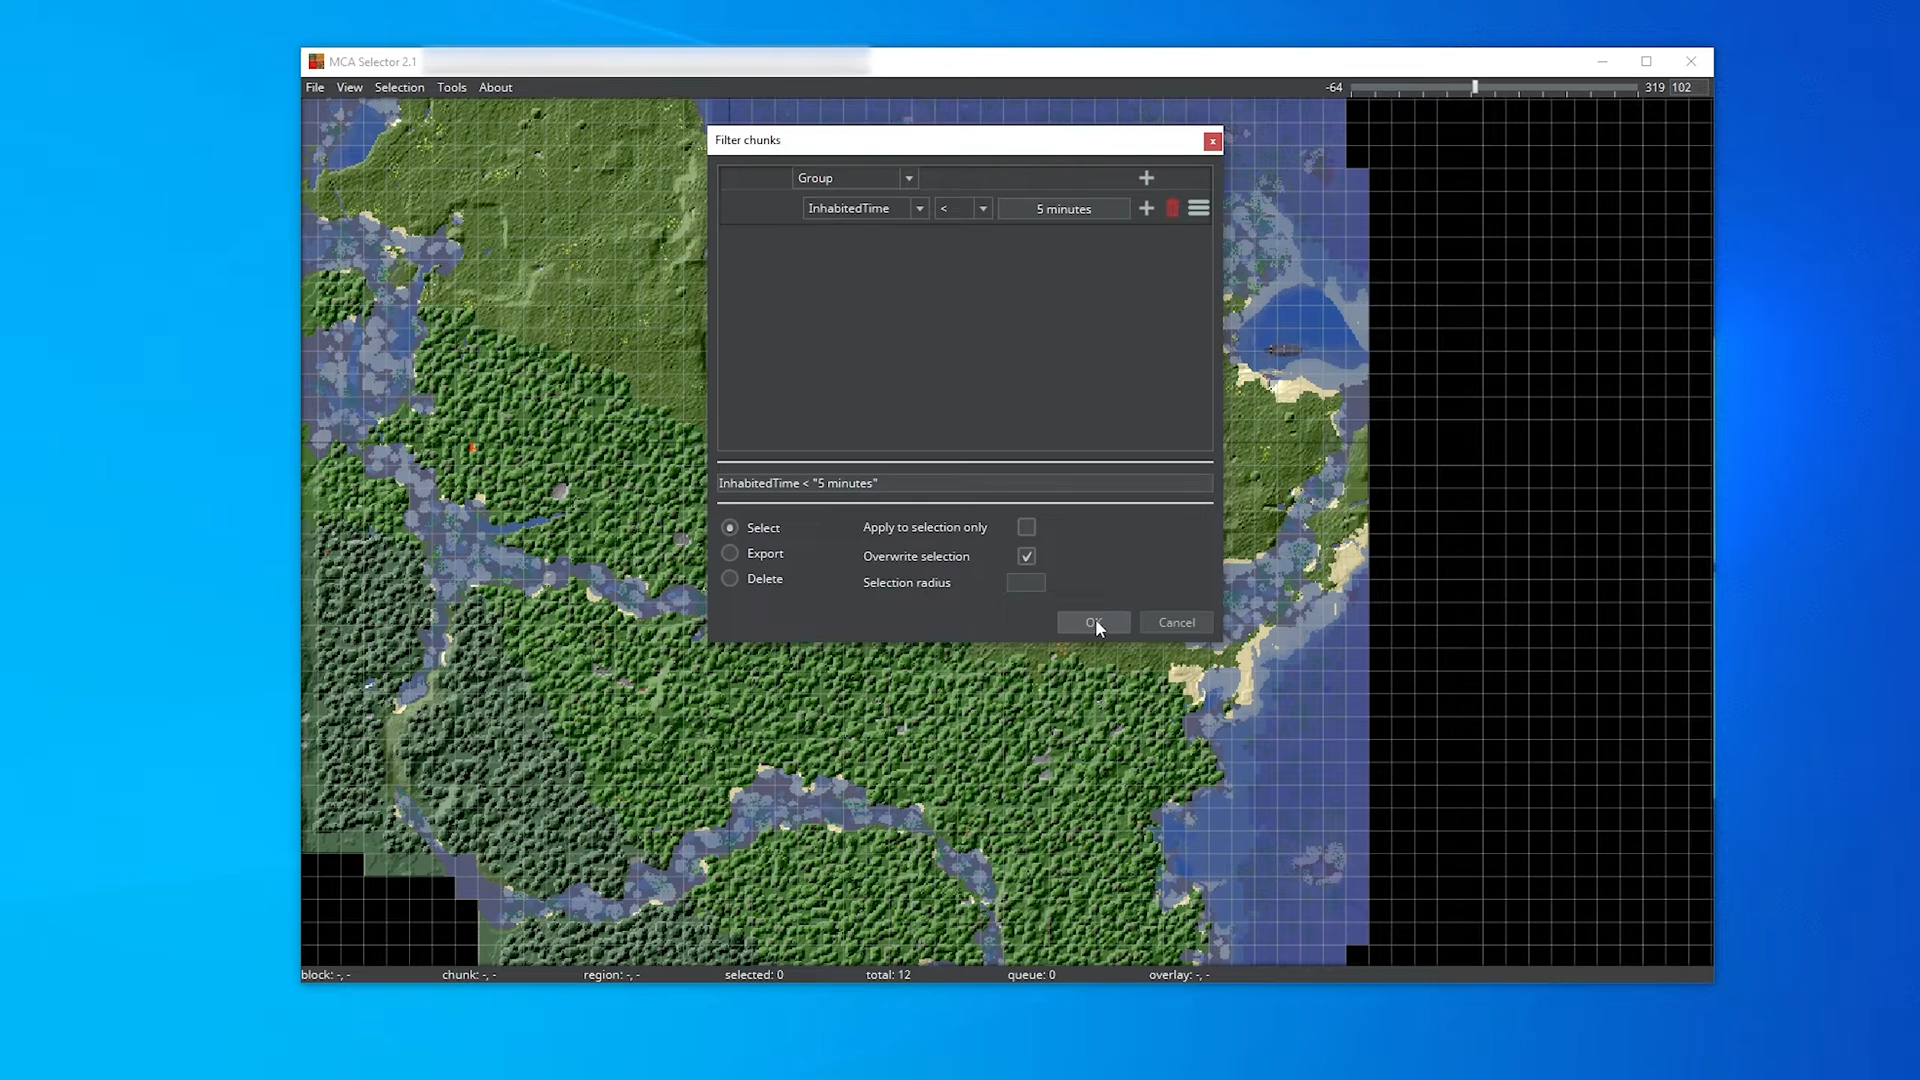 MCA Selector 2.1
File View Selection Tools About -64 319 102
Filter chunks
x
Group
InhabitedTime < 5 minutes
InhabitedTime < "5 minutes"
Select Apply to selection only
Export Overwrite selection
Delete Selection radius
OK Cancel
block: -, - chunk: -, - region: -, - selected: 0 total: 12 queue: 0 overlay: -, -